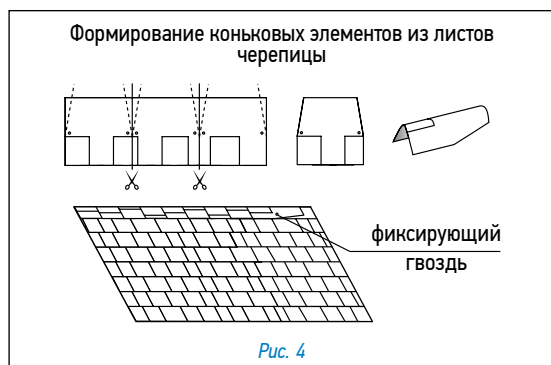 Формирование коньковых элементов из листов
черепицы
фиксирующий
гвоздь
Рис. 4